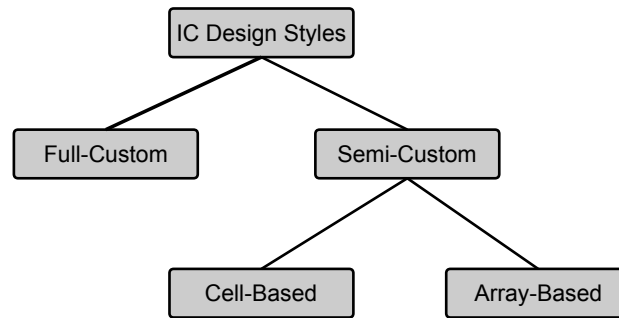 IC Design Styles
Full-Custom
Semi-Custom
Cell-Based
Array-Based